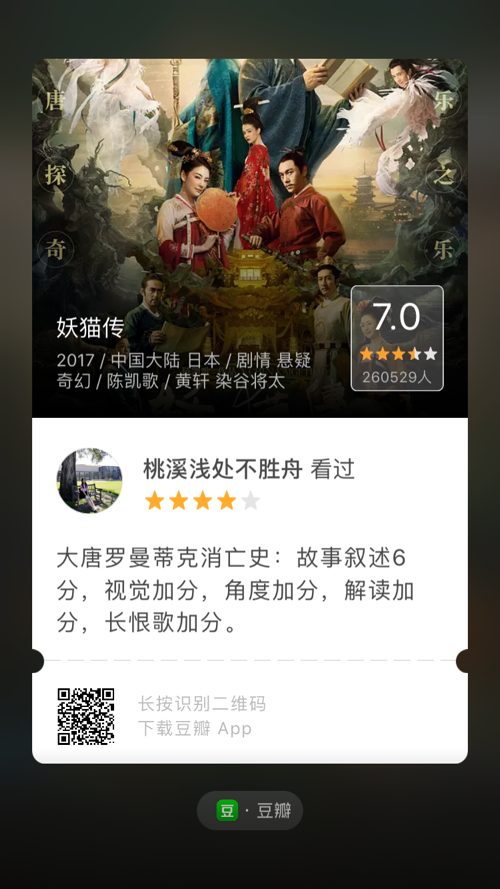 唐
探
奇
乐
之
乐
妖猫传
2017 / 中国大陆 日本 / 剧情 悬疑
奇幻 / 陈凯歌 / 黄轩 染谷将太
7.0
260529人
桃溪浅处不胜舟 看过
大唐罗曼蒂克消亡史：故事叙述6
分，视觉加分，角度加分，解读加
分，长恨歌加分。
长按识别二维码
下载豆瓣 App
豆 · 豆瓣